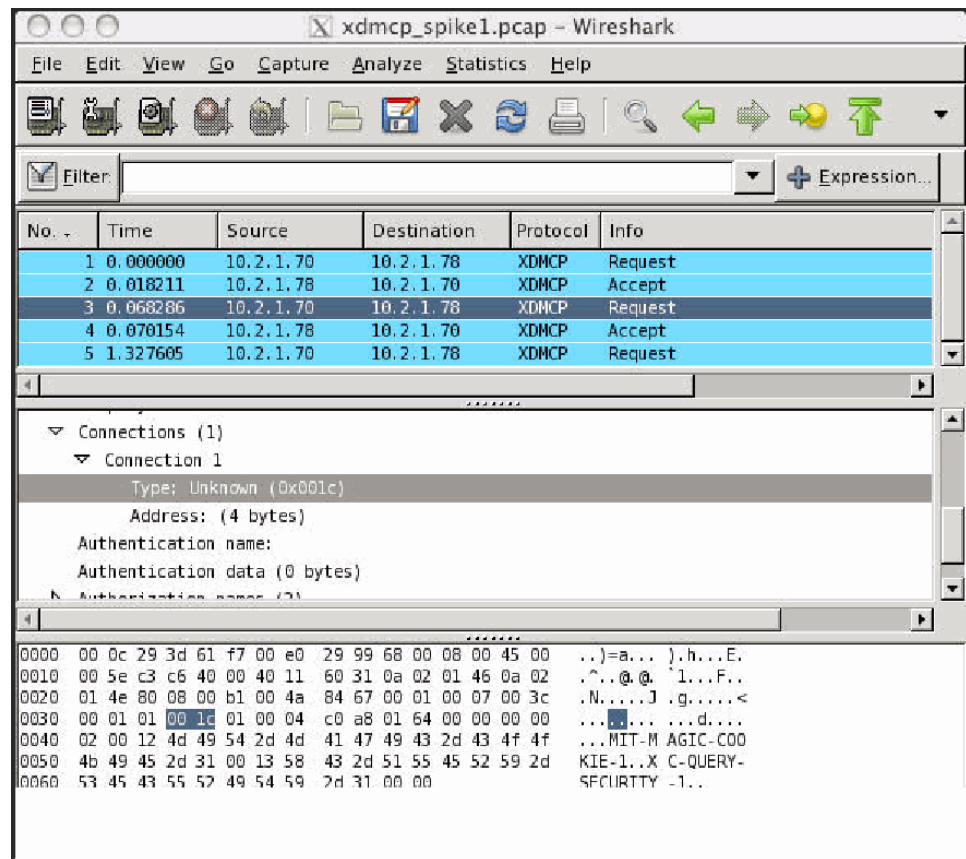 xdmcp_spike1.pcap – Wireshark
File Edit View Go Capture Analyze Statistics Help
Filter: Expression...
No. . Time Source Destination Protocol Info
1 0.000000 10.2.1.70 10.2.1.78 XDMCP Request
2 0.018211 10.2.1.78 10.2.1.70 XDMCP Accept
3 0.068286 10.2.1.70 10.2.1.78 XDMCP Request
4 0.070154 10.2.1.78 10.2.1.70 XDMCP Accept
5 1.327605 10.2.1.70 10.2.1.78 XDMCP Request
Connections (1)
Connection 1
Type: Unknown (0x001c)
Address: (4 bytes)
Authentication name:
Authentication data (0 bytes)
Authorization names (2)
0000 00 0c 29 3d 61 f7 00 e0 29 99 68 00 08 00 45 00 ..)=a... ).h...E.
0010 00 5e c3 c6 40 00 40 11 60 31 0a 02 01 46 0a 02 .^..@.@. `1...F..
0020 01 4e 80 08 00 b1 00 4a 84 67 00 01 00 07 00 3c .N.....J .g.....<
0030 00 01 01 00 1c 01 00 04 c0 a8 01 64 00 00 00 00 ........ ...d....
0040 02 00 12 4d 49 54 2d 4d 41 47 49 43 2d 43 4f 4f ...MIT-M AGIC-COO
0050 4b 49 45 2d 31 00 13 58 43 2d 51 55 45 52 59 2d KIE-1..X C-QUERY-
0060 53 45 43 55 52 49 54 59 2d 31 00 00 SECURITY -1..